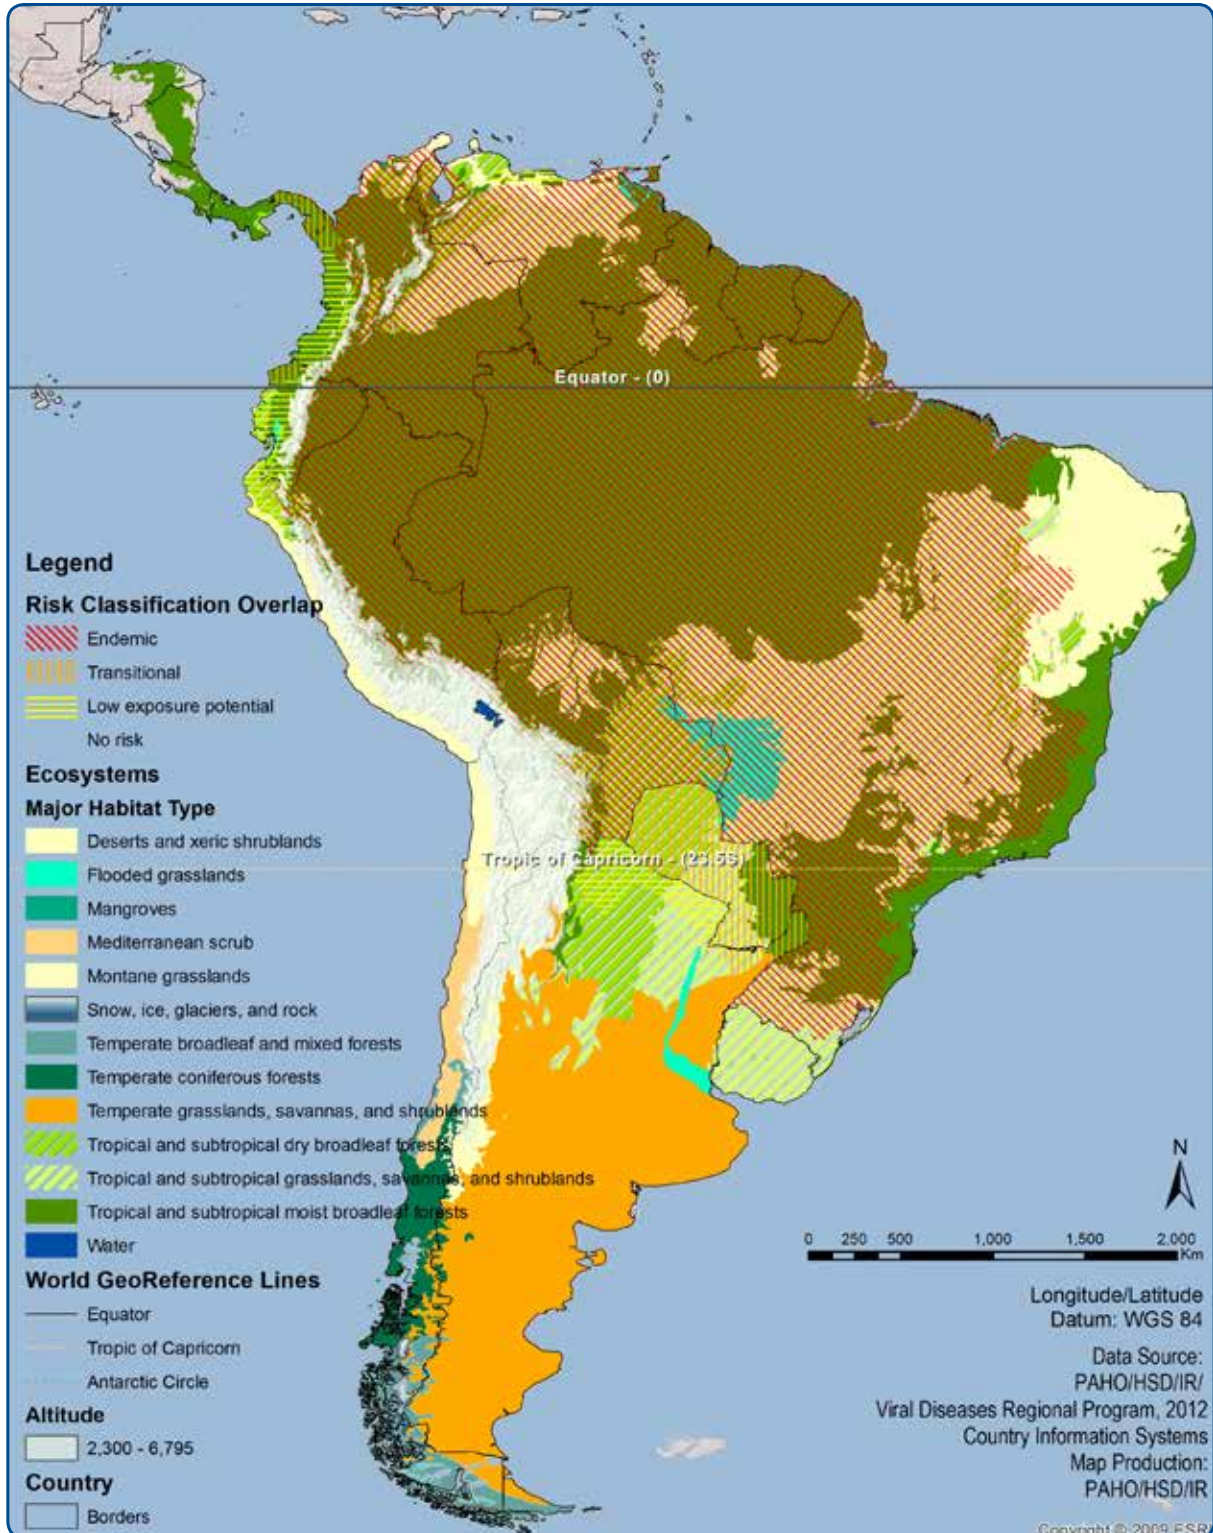 Equator - (0)
Tropic of Capricorn - (23.5S)
Legend
Risk Classification Overlap
Endemic
Transitional
Low exposure potential
No risk
Ecosystems
Major Habitat Type
Deserts and xeric shrublands
Flooded grasslands
Mangroves
Mediterranean scrub
Montane grasslands
Snow, ice, glaciers, and rock
Temperate broadleaf and mixed forests
Temperate coniferous forests
Temperate grasslands, savannas, and shrublands
Tropical and subtropical dry broadleaf forests
Tropical and subtropical grasslands, savannas, and shrublands
Tropical and subtropical moist broadleaf forests
Water
World GeoReference Lines
Equator
Tropic of Capricorn
Antarctic Circle
Altitude
2,300 - 6,795
Country
Borders
N
0 250 500 1,000 1,500 2,000
Km
Longitude/Latitude
Datum: WGS 84
Data Source:
PAHO/HSD/IR/
Viral Diseases Regional Program, 2012
Country Information Systems
Map Production:
PAHO/HSD/IR
Copyright © 2009 ESRI